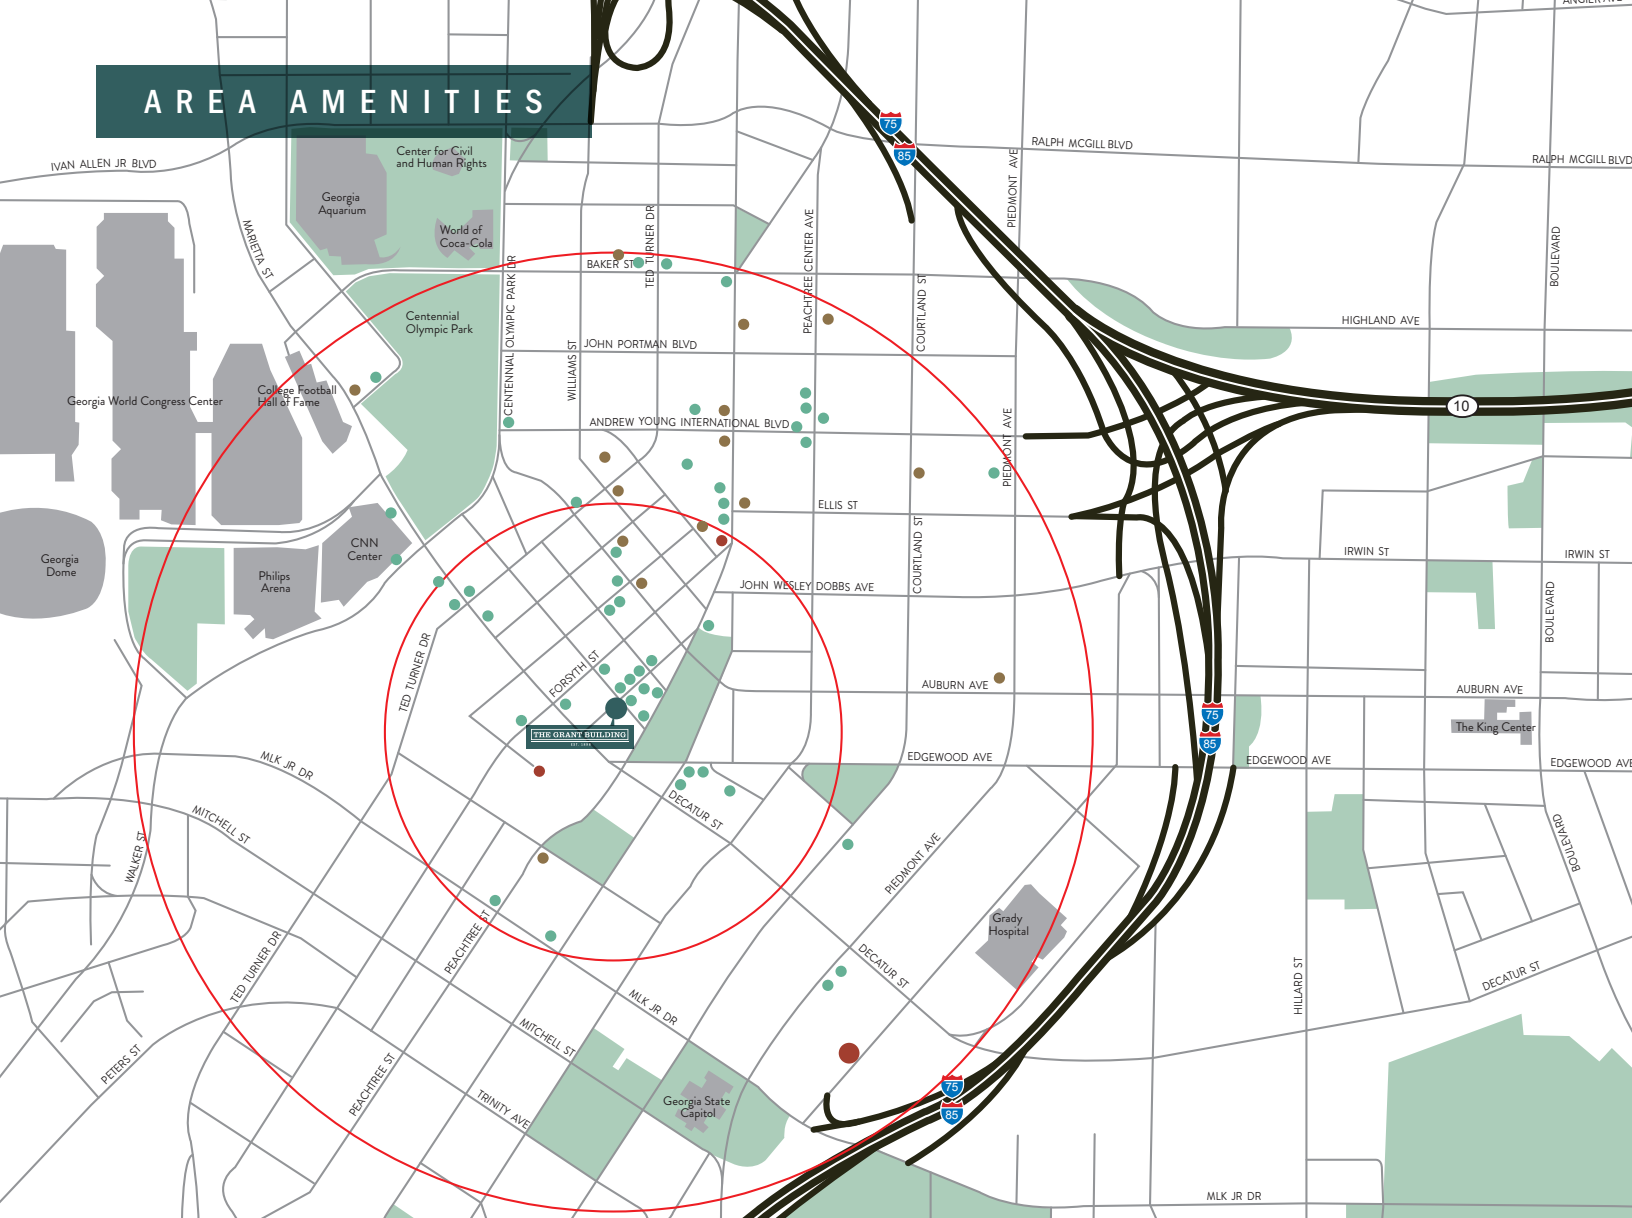 ANGIER AVE
AREA AMENITIES
75
85
IVAN ALLEN JR BLVD
Center for Civil
and Human Rights
RALPH MCGILL BLVD
RALPH MCGILL BLVD
PIEDMONT AVE
Georgia
Aquarium
World of
Coca-Cola
MARIETTA ST
TED TURNER DR
PEACHTREE CENTER AVE
BOULEVARD
BAKER ST
CENTENNIAL OLYMPIC PARK DR
COURTLAND ST
Centennial
Olympic Park
HIGHLAND AVE
JOHN PORTMAN BLVD
WILLIAMS ST
College Football
Hall of Fame
Georgia World Congress Center
10
ANDREW YOUNG INTERNATIONAL BLVD
PIEDMONT AVE
ELLIS ST
CNN
Center
Georgia
Dome
Philips
Arena
COURTLAND ST
IRWIN ST
IRWIN ST
JOHN WESLEY DOBBS AVE
BOULEVARD
TED TURNER DR
FORSYTH ST
AUBURN AVE
AUBURN AVE
75
85
The King Center
THE GRANT BUILDING
EDGEWOOD AVE
EDGEWOOD AVE
EDGEWOOD AVE
MLK JR DR
MITCHELL ST
DECATUR ST
WALKER ST
BOULEVARD
PIEDMONT AVE
Grady
Hospital
PEACHTREE ST
TED TURNER DR
DECATUR ST
DECATUR ST
HILLARD ST
MLK JR DR
MITCHELL ST
PETERS ST
PEACHTREE ST
TRINITY AVE
Georgia State
Capitol
75
85
MLK JR DR